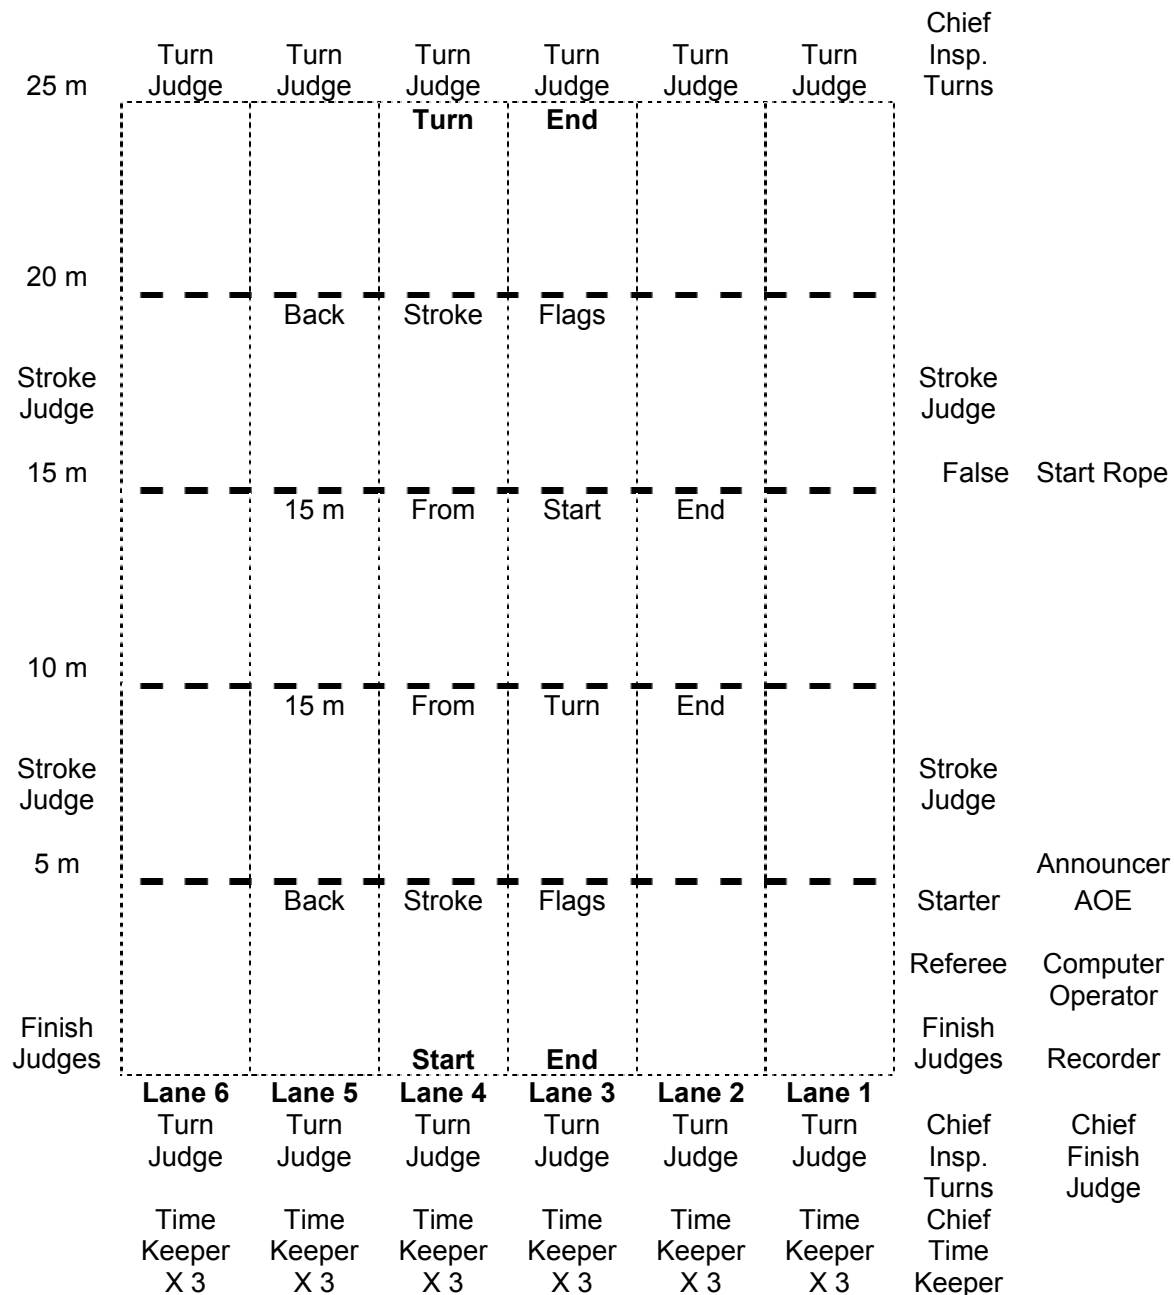 Chief
Turn Turn Turn Turn Turn Turn Insp.
25 m Judge Judge Judge Judge Judge Judge Turns
Turn End
20 m
Back Stroke Flags
Stroke Stroke
Judge Judge
15 m False Start Rope
15 m From Start End
10 m
15 m From Turn End
Stroke Stroke
Judge Judge
5 m Announcer
Back Stroke Flags Starter AOE
Referee Computer
Operator
Finish Finish
Judges Start End Judges Recorder
Lane 6 Lane 5 Lane 4 Lane 3 Lane 2 Lane 1
Turn Turn Turn Turn Turn Turn Chief Chief
Judge Judge Judge Judge Judge Judge Insp. Finish
Turns Judge
Time Time Time Time Time Time Chief
Keeper Keeper Keeper Keeper Keeper Keeper Time
X 3 X 3 X 3 X 3 X 3 X 3 Keeper